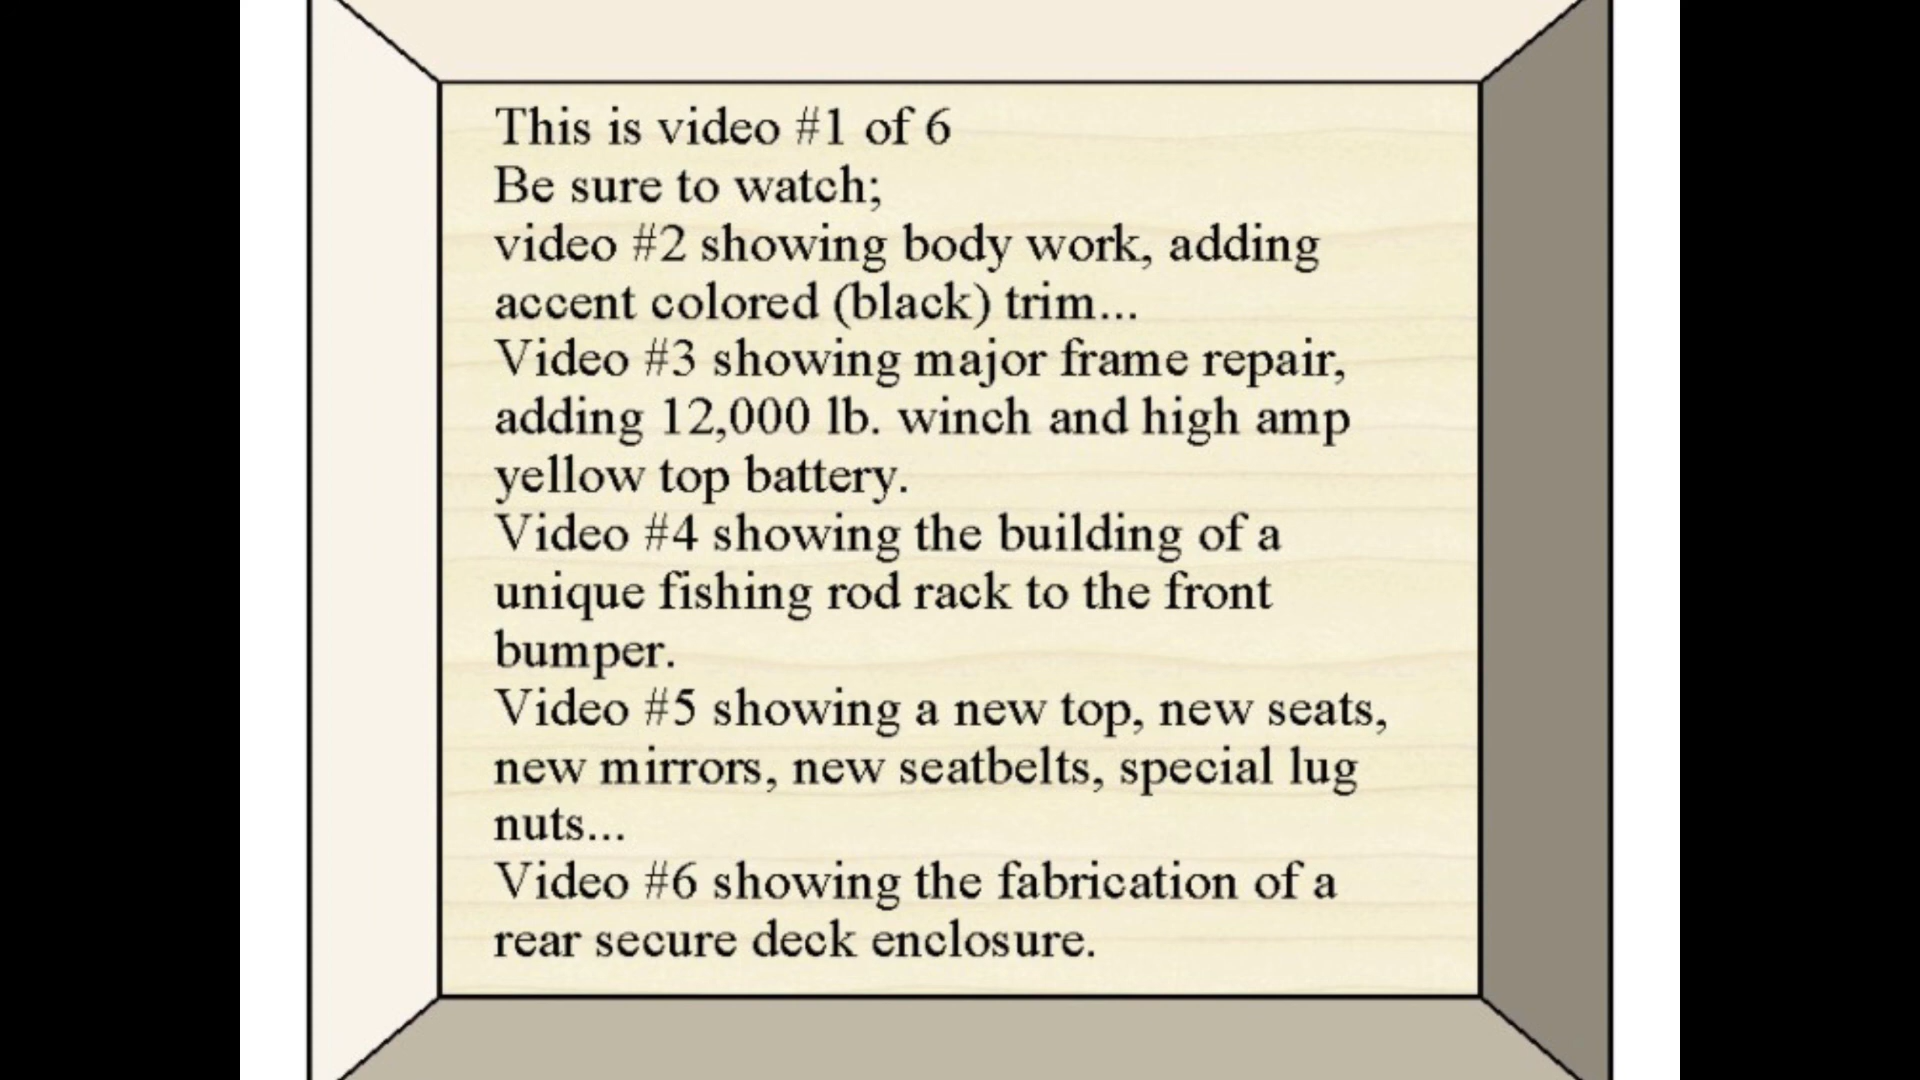 This is video #1 of 6
Be sure to watch;
video #2 showing body work, adding
accent colored (black) trim...
Video #3 showing major frame repair,
adding 12,000 lb. winch and high amp
yellow top battery.
Video #4 showing the building of a
unique fishing rod rack to the front
bumper.
Video #5 showing a new top, new seats,
new mirrors, new seatbelts, special lug
nuts...
Video #6 showing the fabrication of a
rear secure deck enclosure.